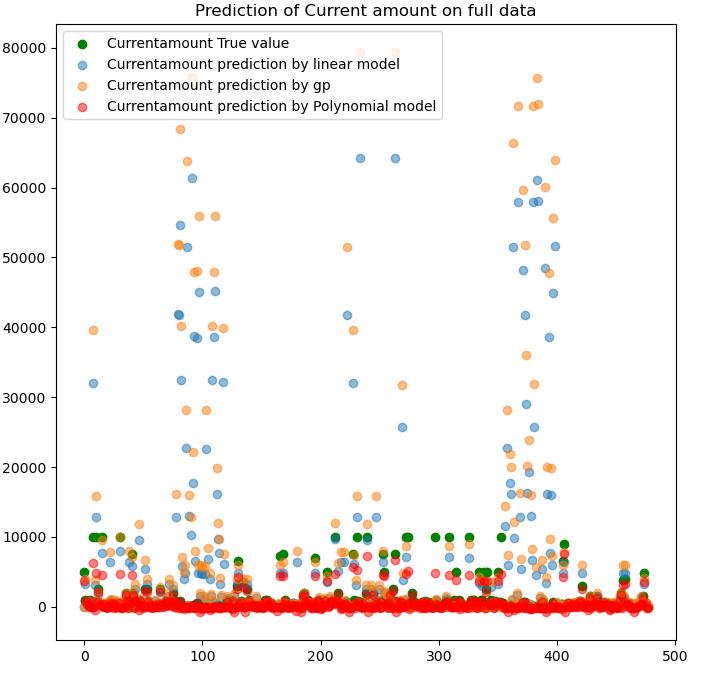 Prediction of Current amount on full data
Currentamount True value
Currentamount prediction by linear model
Currentamount prediction by gp
Currentamount prediction by Polynomial model
80000
70000
60000
50000
40000
30000
20000
10000
0
0 100 200 300 400 500